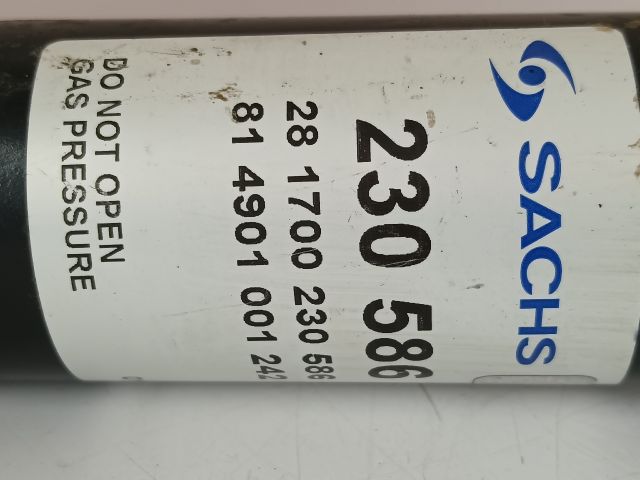 SACHS
230 586
28 1700 230 586
81 4901 001 242
DO NOT OPEN
GAS PRESSURE